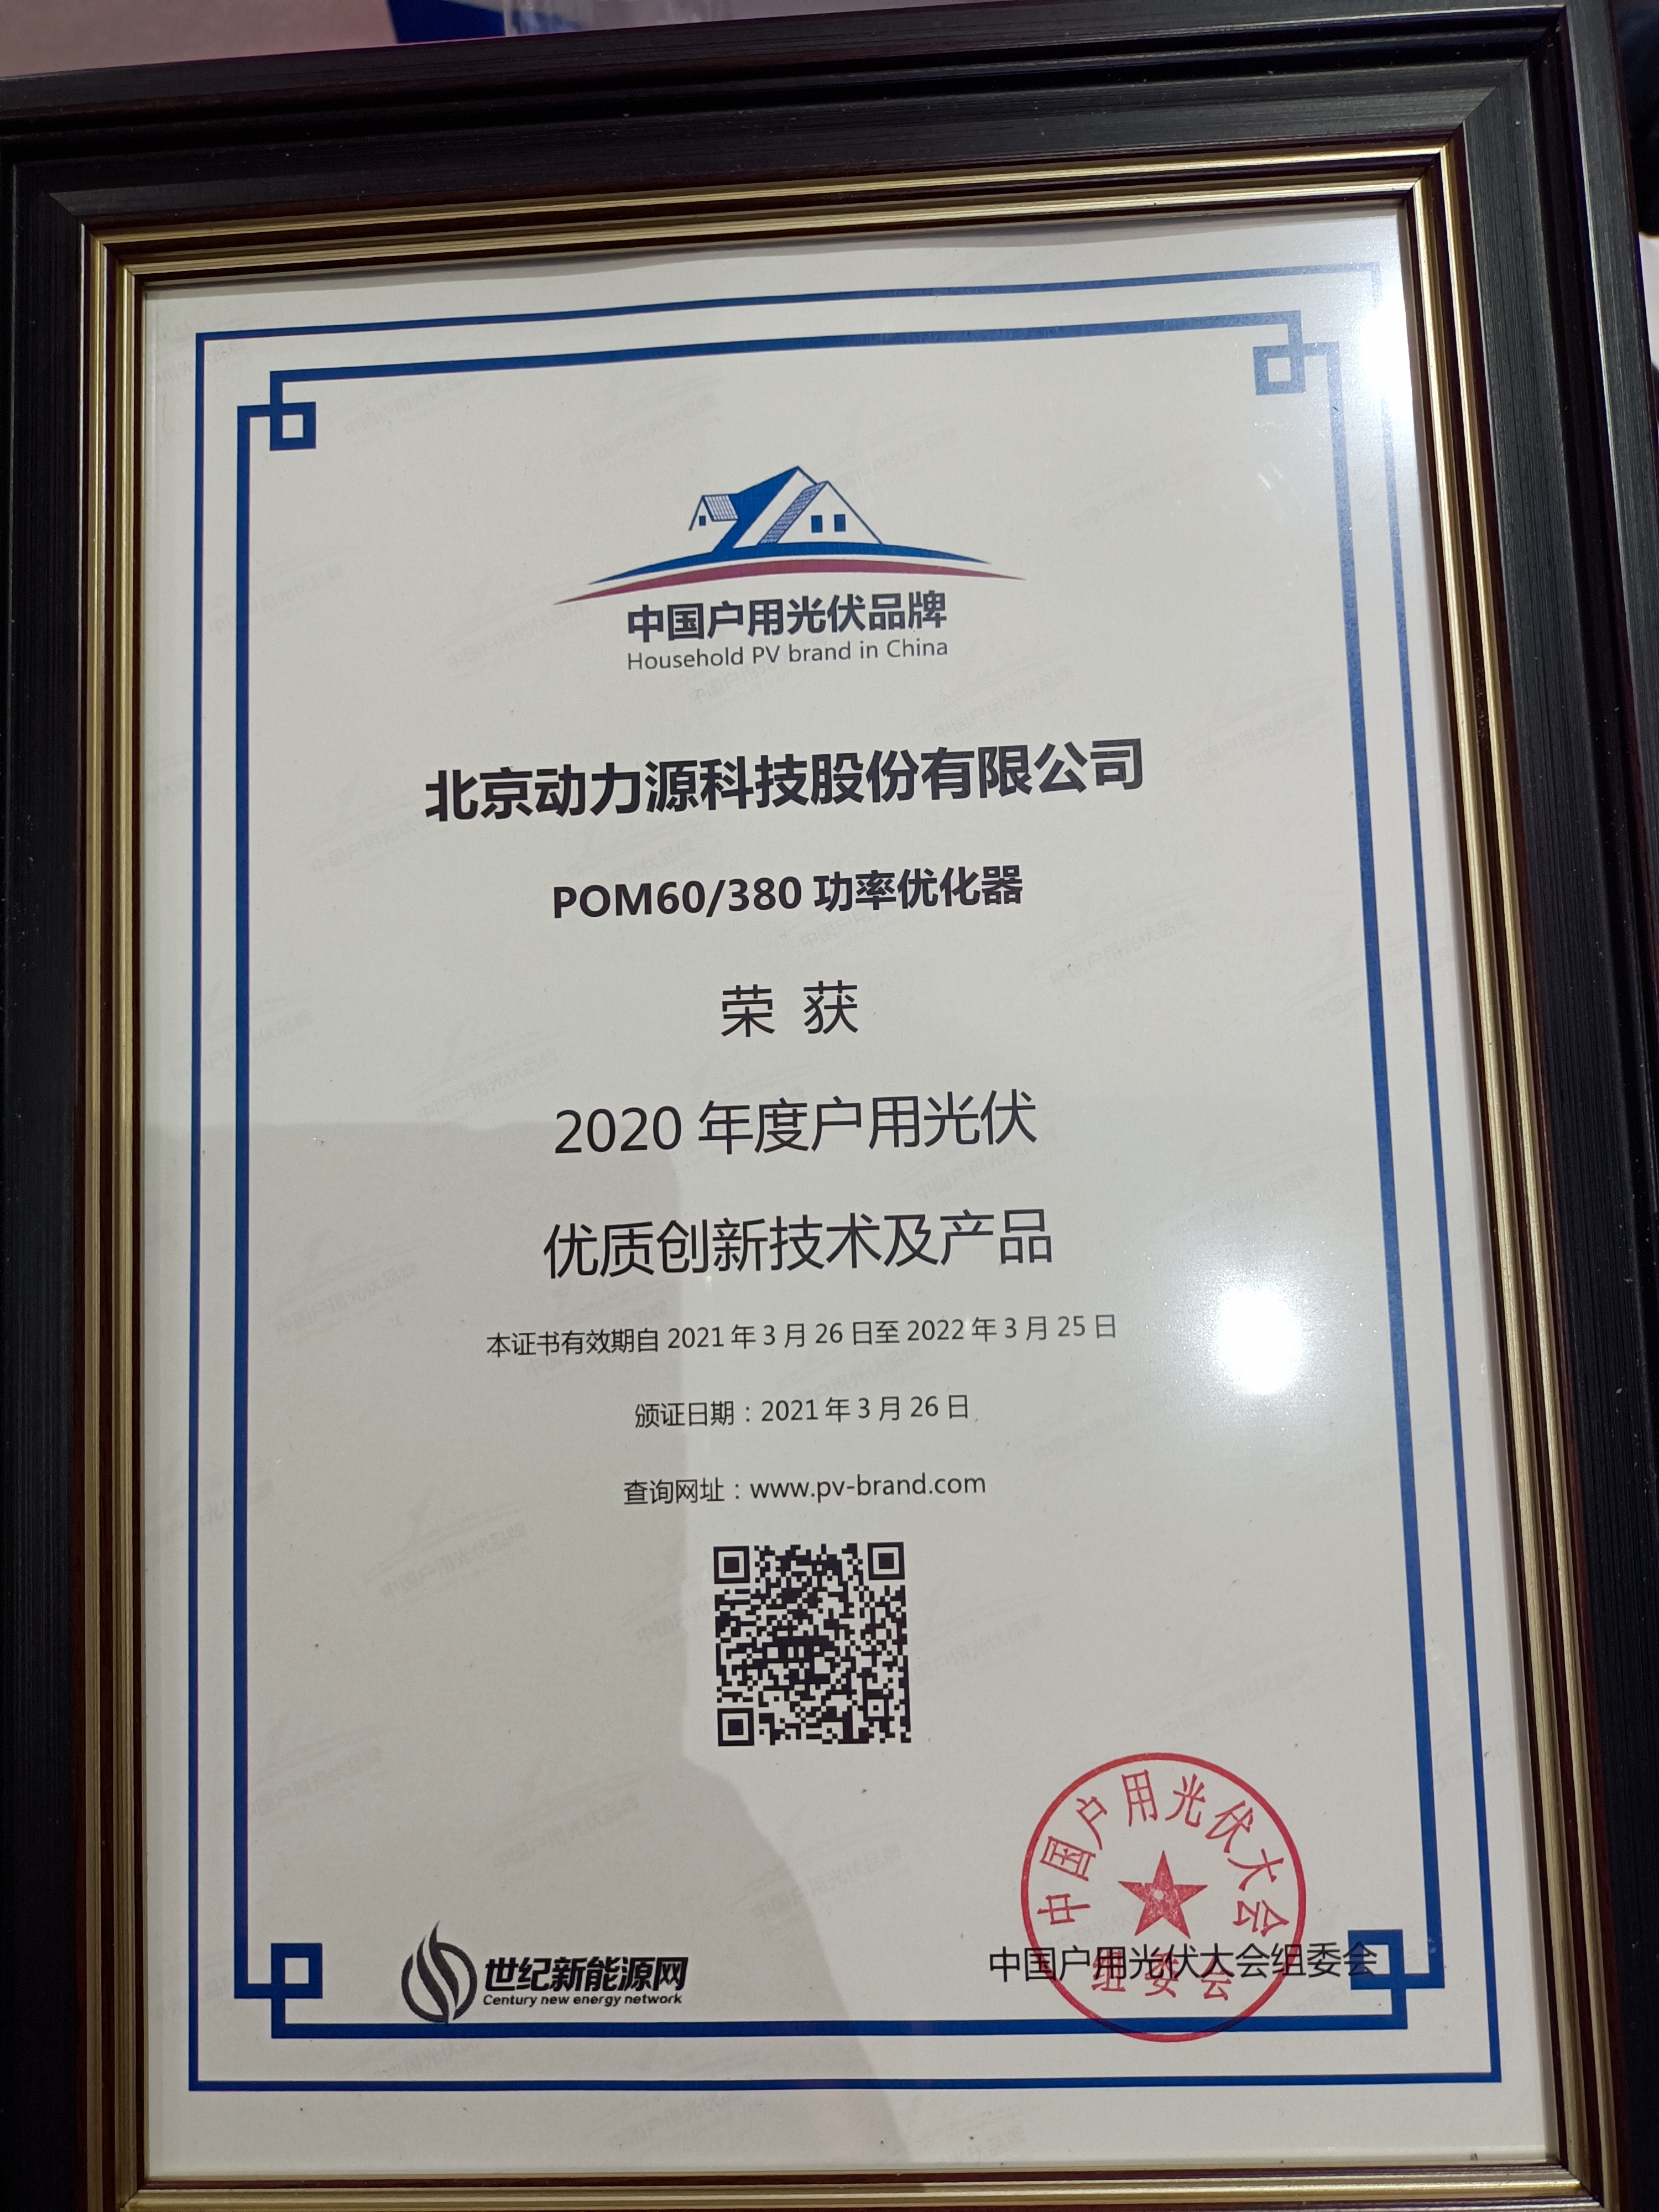 中国户用光伏品牌
Household PV brand in China
北京动力源科技股份有限公司
POM60/380 功率优化器
荣 获
2020 年度户用光伏
优质创新技术及产品
本证书有效期自 2021 年 3 月 26 日至 2022 年 3 月 25 日
颁证日期：2021 年 3 月 26 日
查询网址：www.pv-brand.com
中国户用光伏大会
组委会
世纪新能源网
Century new energy network
中国户用光伏大会组委会